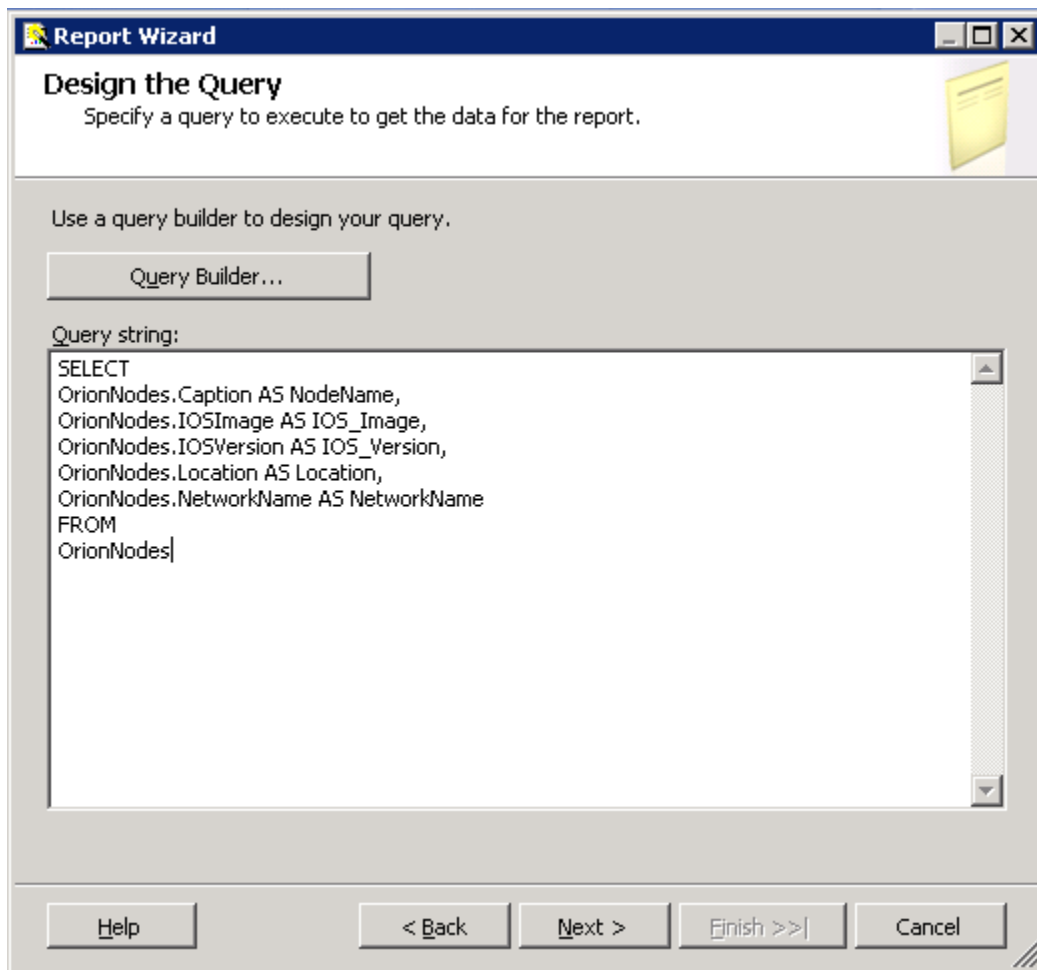 Report Wizard
Design the Query
Specify a query to execute to get the data for the report.
Use a query builder to design your query.
Query Builder...
Query string:
SELECT
OrionNodes.Caption AS NodeName,
OrionNodes.IOSImage AS IOS_Image,
OrionNodes.IOSVersion AS IOS_Version,
OrionNodes.Location AS Location,
OrionNodes.NetworkName AS NetworkName
FROM
OrionNodes
Help < Back Next > Finish >>| Cancel